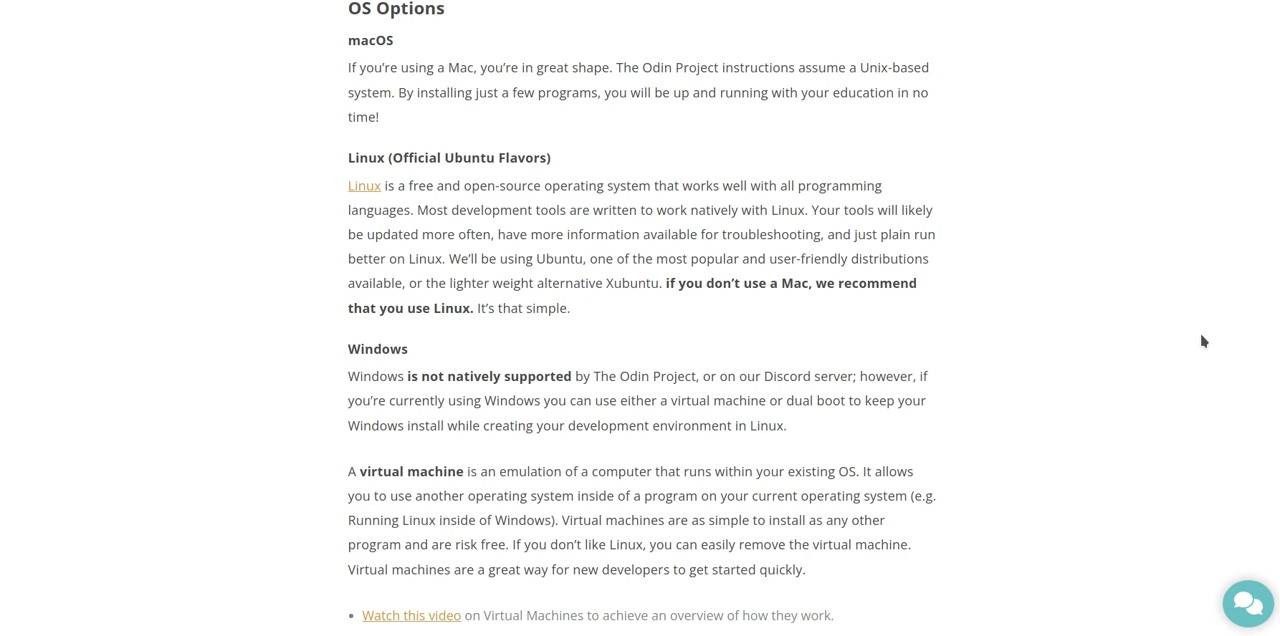 OS Options
macOS
If you’re using a Mac, you’re in great shape. The Odin Project instructions assume a Unix-based
system. By installing just a few programs, you will be up and running with your education in no
time!
Linux (Official Ubuntu Flavors)
Linux is a free and open-source operating system that works well with all programming
languages. Most development tools are written to work natively with Linux. Your tools will likely
be updated more often, have more information available for troubleshooting, and just plain run
better on Linux. We’ll be using Ubuntu, one of the most popular and user-friendly distributions
available, or the lighter weight alternative Xubuntu. if you don’t use a Mac, we recommend
that you use Linux. It’s that simple.
Windows
Windows is not natively supported by The Odin Project, or on our Discord server; however, if
you’re currently using Windows you can use either a virtual machine or dual boot to keep your
Windows install while creating your development environment in Linux.
A virtual machine is an emulation of a computer that runs within your existing OS. It allows
you to use another operating system inside of a program on your current operating system (e.g.
Running Linux inside of Windows). Virtual machines are as simple to install as any other
program and are risk free. If you don’t like Linux, you can easily remove the virtual machine.
Virtual machines are a great way for new developers to get started quickly.
• Watch this video on Virtual Machines to achieve an overview of how they work.